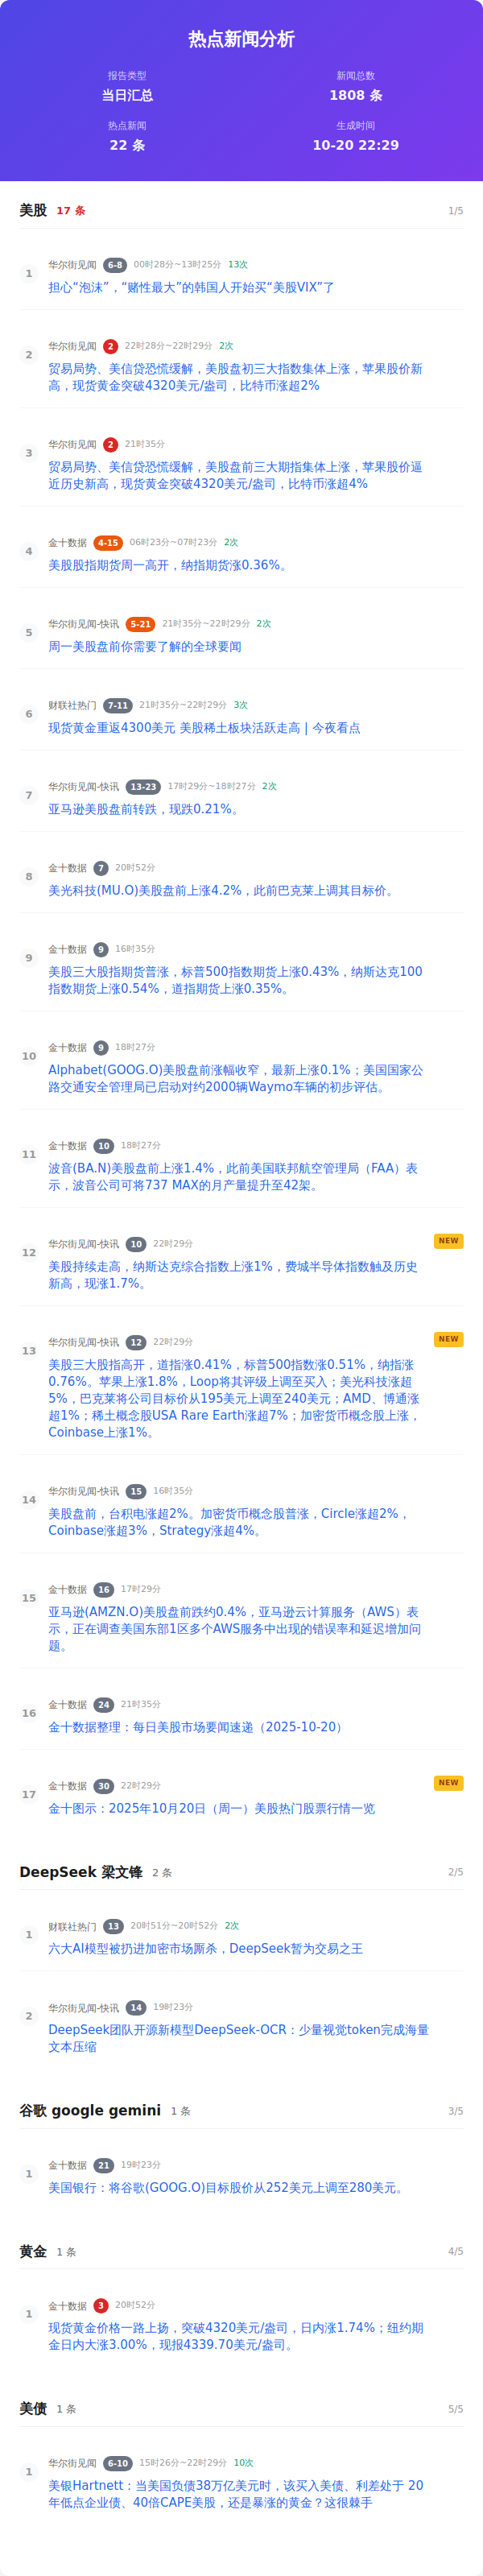 热点新闻分析
报告类型
当日汇总
新闻总数
1808 条
热点新闻
22 条
生成时间
10-20 22:29
美股 17 条 1/5
1
华尔街见闻 6-8 00时28分~13时25分 13次
担心“泡沫”，“赌性最大”的韩国人开始买“美股VIX”了
2
华尔街见闻 2 22时28分~22时29分 2次
贸易局势、美信贷恐慌缓解，美股盘初三大指数集体上涨，苹果股价新
高，现货黄金突破4320美元/盎司，比特币涨超2%
3
华尔街见闻 2 21时35分
贸易局势、美信贷恐慌缓解，美股盘前三大期指集体上涨，苹果股价逼
近历史新高，现货黄金突破4320美元/盎司，比特币涨超4%
4
金十数据 4-15 06时23分~07时23分 2次
美股股指期货周一高开，纳指期货涨0.36%。
5
华尔街见闻-快讯 5-21 21时35分~22时29分 2次
周一美股盘前你需要了解的全球要闻
6
财联社热门 7-11 21时35分~22时29分 3次
现货黄金重返4300美元 美股稀土板块活跃走高 | 今夜看点
7
华尔街见闻-快讯 13-23 17时29分~18时27分 2次
亚马逊美股盘前转跌，现跌0.21%。
8
金十数据 7 20时52分
美光科技(MU.O)美股盘前上涨4.2%，此前巴克莱上调其目标价。
9
金十数据 9 16时35分
美股三大股指期货普涨，标普500指数期货上涨0.43%，纳斯达克100
指数期货上涨0.54%，道指期货上涨0.35%。
10
金十数据 9 18时27分
Alphabet(GOOG.O)美股盘前涨幅收窄，最新上涨0.1%；美国国家公
路交通安全管理局已启动对约2000辆Waymo车辆的初步评估。
11
金十数据 10 18时27分
波音(BA.N)美股盘前上涨1.4%，此前美国联邦航空管理局（FAA）表
示，波音公司可将737 MAX的月产量提升至42架。
12
华尔街见闻-快讯 10 22时29分 NEW
美股持续走高，纳斯达克综合指数上涨1%，费城半导体指数触及历史
新高，现涨1.7%。
13
华尔街见闻-快讯 12 22时29分 NEW
美股三大股指高开，道指涨0.41%，标普500指数涨0.51%，纳指涨
0.76%。苹果上涨1.8%，Loop将其评级上调至买入；美光科技涨超
5%，巴克莱将公司目标价从195美元上调至240美元；AMD、博通涨
超1%；稀土概念股USA Rare Earth涨超7%；加密货币概念股上涨，
Coinbase上涨1%。
14
华尔街见闻-快讯 15 16时35分
美股盘前，台积电涨超2%。加密货币概念股普涨，Circle涨超2%，
Coinbase涨超3%，Strategy涨超4%。
15
金十数据 16 17时29分
亚马逊(AMZN.O)美股盘前跌约0.4%，亚马逊云计算服务（AWS）表
示，正在调查美国东部1区多个AWS服务中出现的错误率和延迟增加问
题。
16
金十数据 24 21时35分
金十数据整理：每日美股市场要闻速递（2025-10-20）
17
金十数据 30 22时29分 NEW
金十图示：2025年10月20日（周一）美股热门股票行情一览
DeepSeek 梁文锋 2 条 2/5
1
财联社热门 13 20时51分~20时52分 2次
六大AI模型被扔进加密市场厮杀，DeepSeek暂为交易之王
2
华尔街见闻-快讯 14 19时23分
DeepSeek团队开源新模型DeepSeek-OCR：少量视觉token完成海量
文本压缩
谷歌 google gemini 1 条 3/5
1
金十数据 21 19时23分
美国银行：将谷歌(GOOG.O)目标股价从252美元上调至280美元。
黄金 1 条 4/5
1
金十数据 3 20时52分
现货黄金价格一路上扬，突破4320美元/盎司，日内涨1.74%；纽约期
金日内大涨3.00%，现报4339.70美元/盎司。
美债 1 条 5/5
1
华尔街见闻 6-10 15时26分~22时29分 10次
美银Hartnett：当美国负债38万亿美元时，该买入美债、利差处于 20
年低点企业债、40倍CAPE美股，还是暴涨的黄金？这很棘手